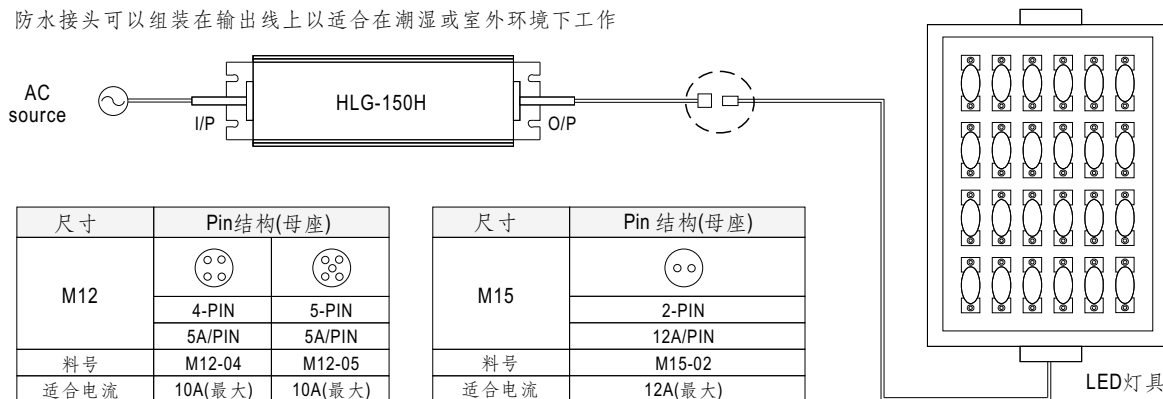 防水接头可以组装在输出线上以适合在潮湿或室外环境下工作
AC
source
I/P
HLG-150H
O/P
尺寸 Pin结构(母座)
M12
4-PIN 5-PIN
5A/PIN 5A/PIN
料号 M12-04 M12-05
适合电流 10A(最大) 10A(最大)
尺寸 Pin 结构(母座)
M15
2-PIN
12A/PIN
料号 M15-02
适合电流 12A(最大)
LED灯具